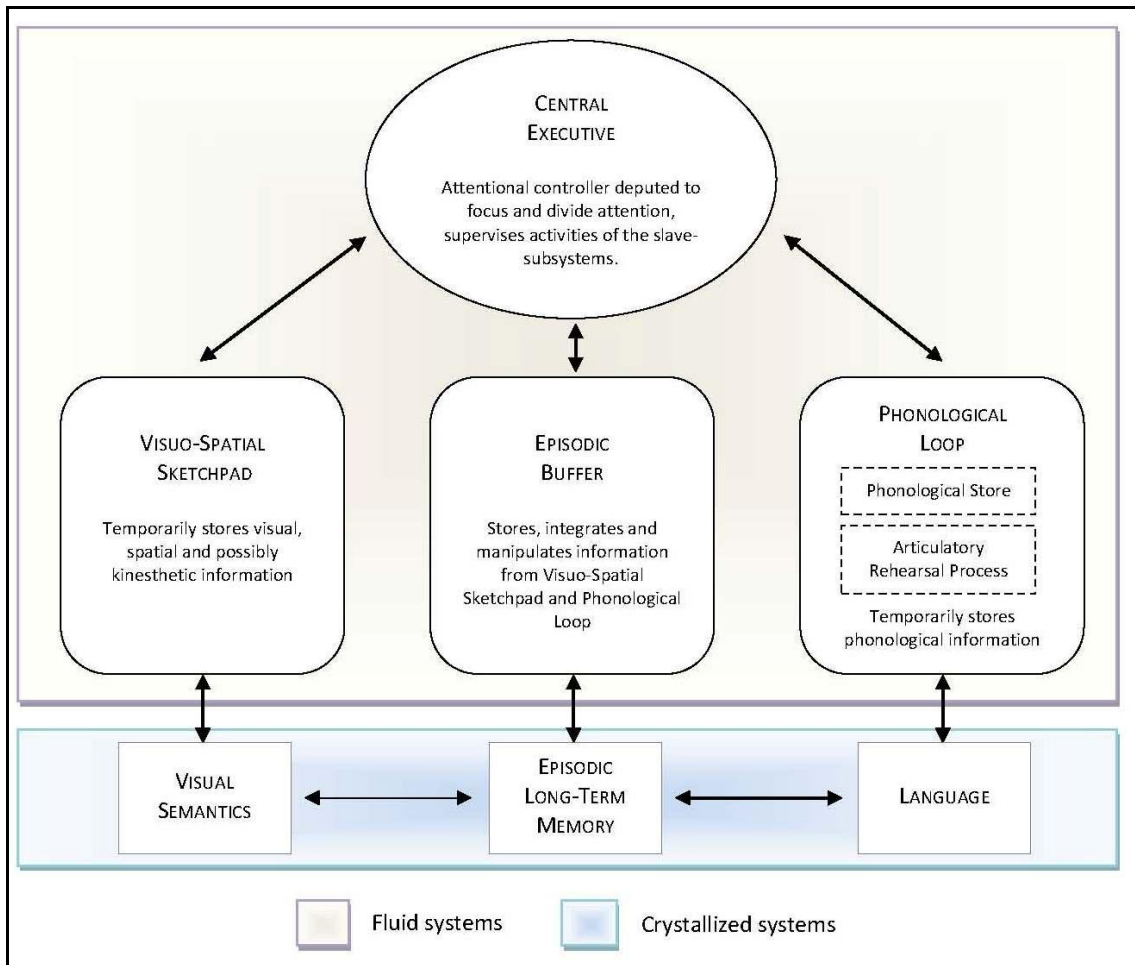 CENTRAL
EXECUTIVE
Attentional controller deputed to
focus and divide attention,
supervises activities of the slave-
subsystems.
VISUO-SPATIAL
SKETCHPAD
Temporarily stores visual,
spatial and possibly
kinesthetic information
EPISODIC
BUFFER
Stores, integrates and
manipulates information
from Visuo-Spatial
Sketchpad and Phonological
Loop
PHONOLOGICAL
LOOP
Phonological Store
Articulatory
Rehearsal Process
Temporarily stores
phonological information
VISUAL
SEMANTICS
EPISODIC
LONG-TERM
MEMORY
LANGUAGE
Fluid systems
Crystallized systems